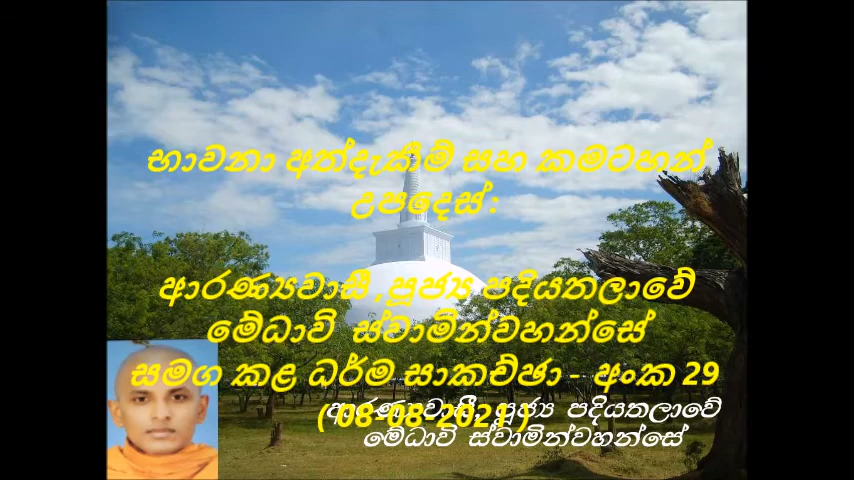 භාවනා අත්දැකීම් සහ කමටහන්
උපදෙස්:
ආරණ්‍යවාසී, පූජ්‍ය පදියතලාවේ
මේධාවි ස්වාමින්වහන්සේ
සමග කළ ධර්ම සාකච්ඡා - අංක 29
(08-08-2021)
ආරණ්‍යවාසී, පූජ්‍ය පදියතලාවේ
මේධාවි ස්වාමින්වහන්සේ